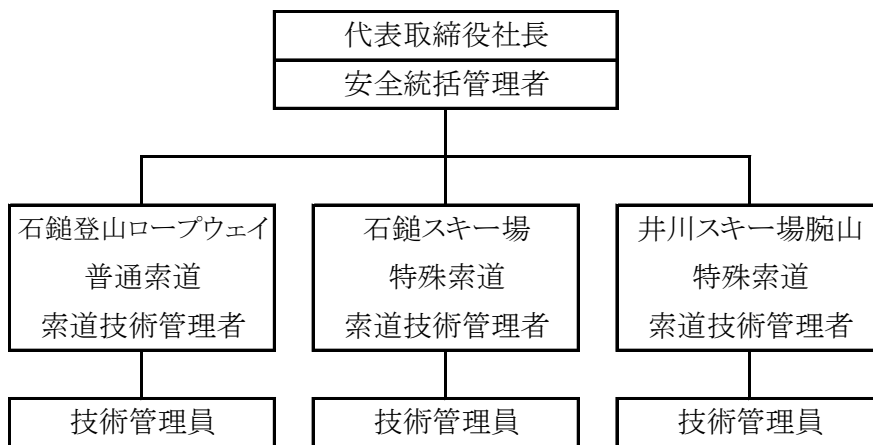 代表取締役社長
安全統括管理者
石鎚登山ロープウェイ
普通索道
索道技術管理者
石鎚スキー場
特殊索道
索道技術管理者
井川スキー場腕山
特殊索道
索道技術管理者
技術管理員
技術管理員
技術管理員